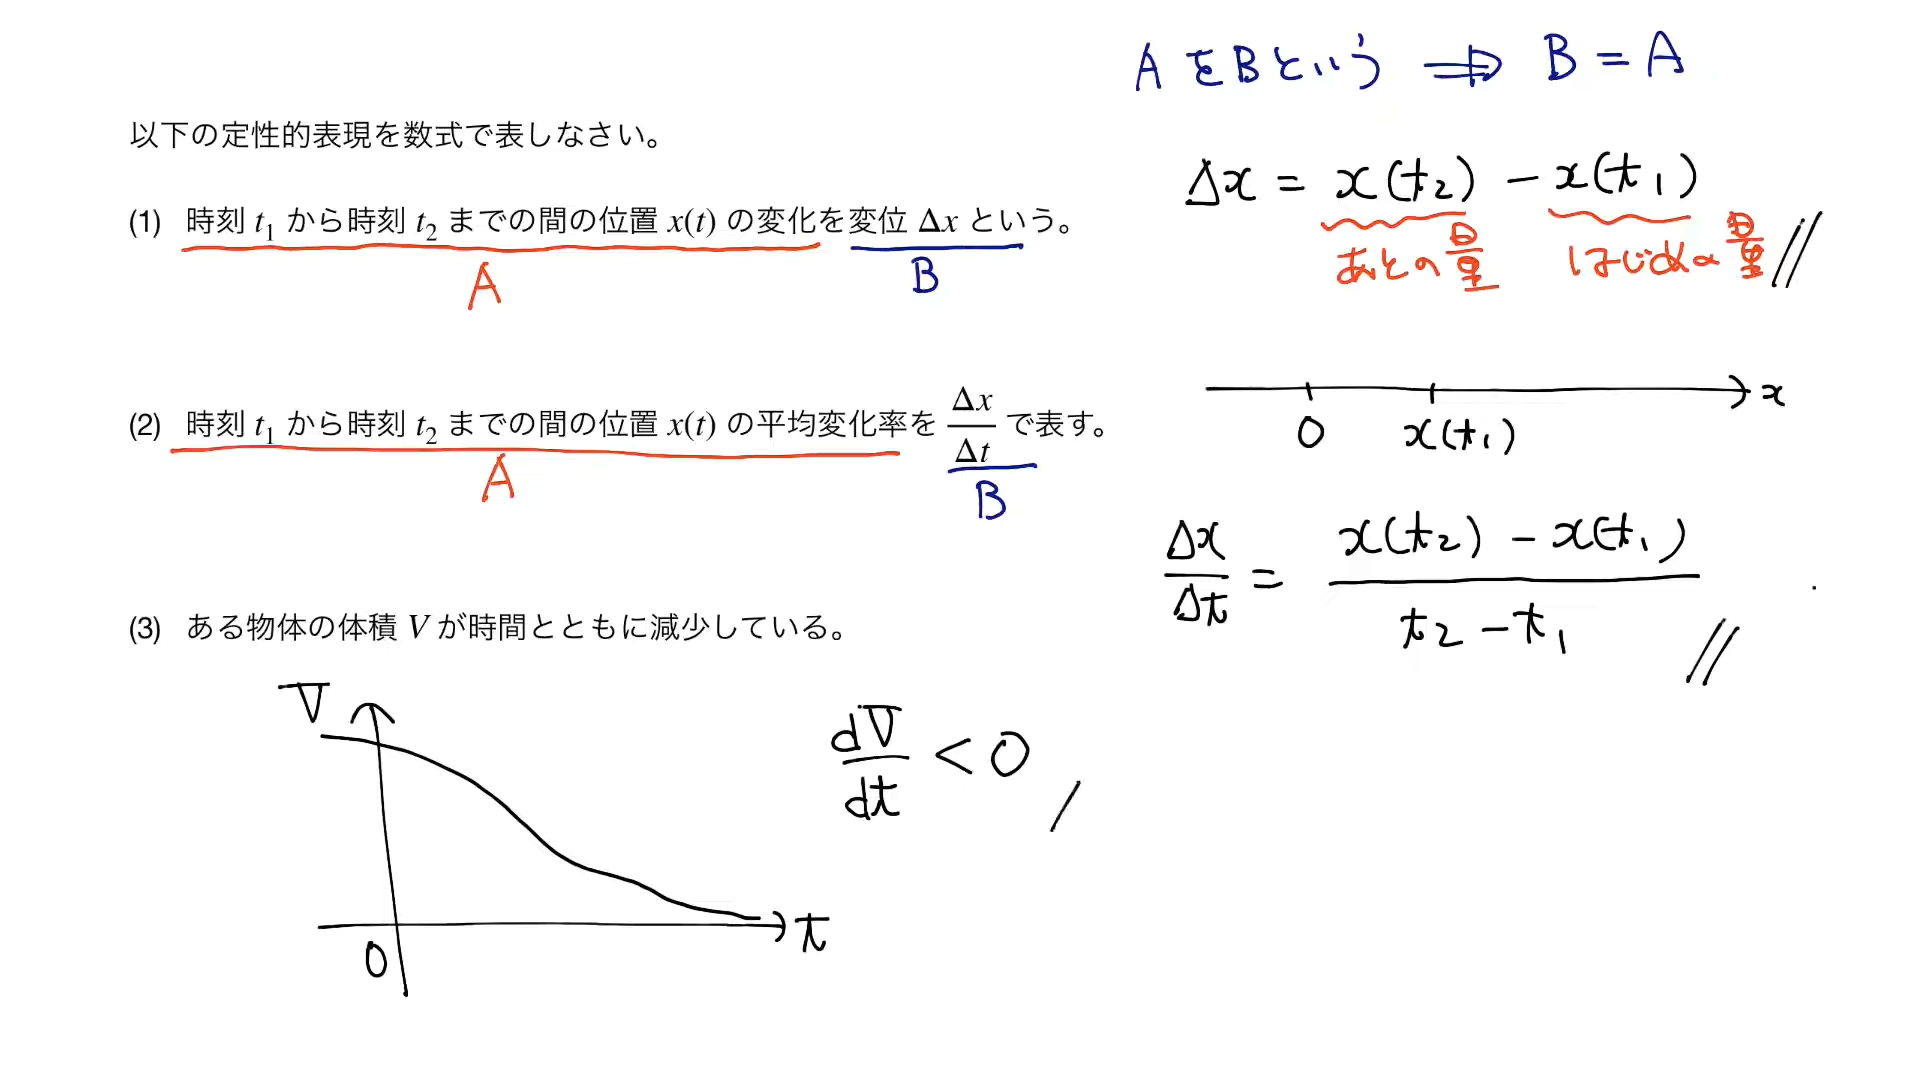 AをBという ⇒ B = A
以下の定性的表現を数式で表しなさい。
Δx = x(t₂) − x(t₁)
あとの量 はじめの量
(1) 時刻 t₁ から時刻 t₂ までの間の位置 x(t) の変化を変位 Δx という。
A B
x
0 x(t₁)
(2) 時刻 t₁ から時刻 t₂ までの間の位置 x(t) の平均変化率を Δx/Δt で表す。
A B
Δx/Δt = (x(t₂) − x(t₁))/(t₂ − t₁)
(3) ある物体の体積 V が時間とともに減少している。
V
dV/dt < 0
t
0